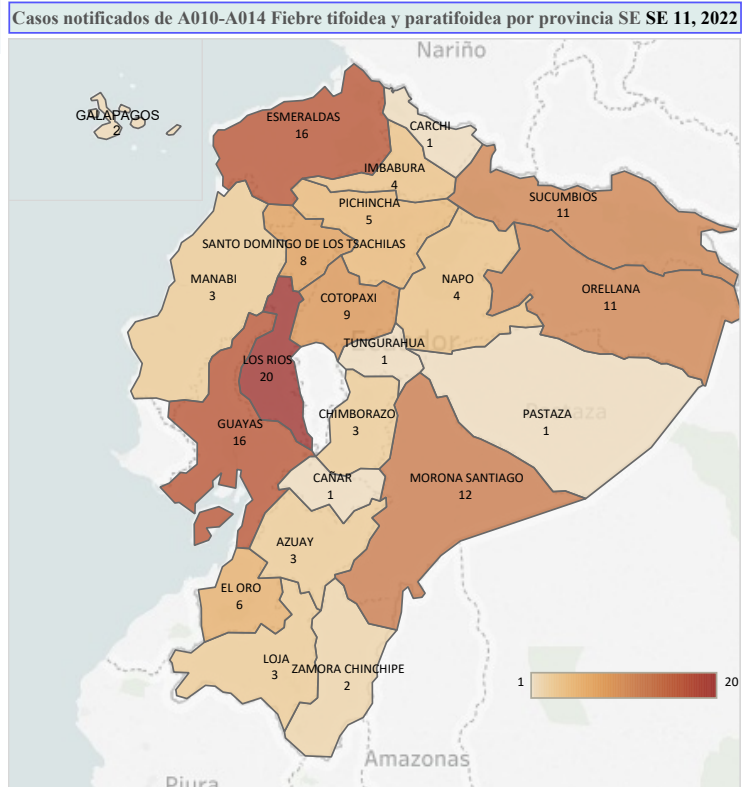 Casos notificados de A010-A014 Fiebre tifoidea y paratifoidea por provincia SE SE 11, 2022
Nariño
GALAPAGOS
2
ESMERALDAS
16
CARCHI
1
IMBABURA
4
SUCUMBIOS
11
PICHINCHA
5
SANTO DOMINGO DE LOS TSACHILAS
8
MANABI
3
NAPO
4
ORELLANA
11
COTOPAXI
9
Ecuador
TUNGURAHUA
1
LOS RIOS
20
GUAYAS
16
CHIMBORAZO
3
Pastaza
PASTAZA
1
CAÑAR
1
MORONA SANTIAGO
12
AZUAY
3
EL ORO
6
LOJA
3
ZAMORA CHINCHIPE
2
1
20
Amazonas
Piura